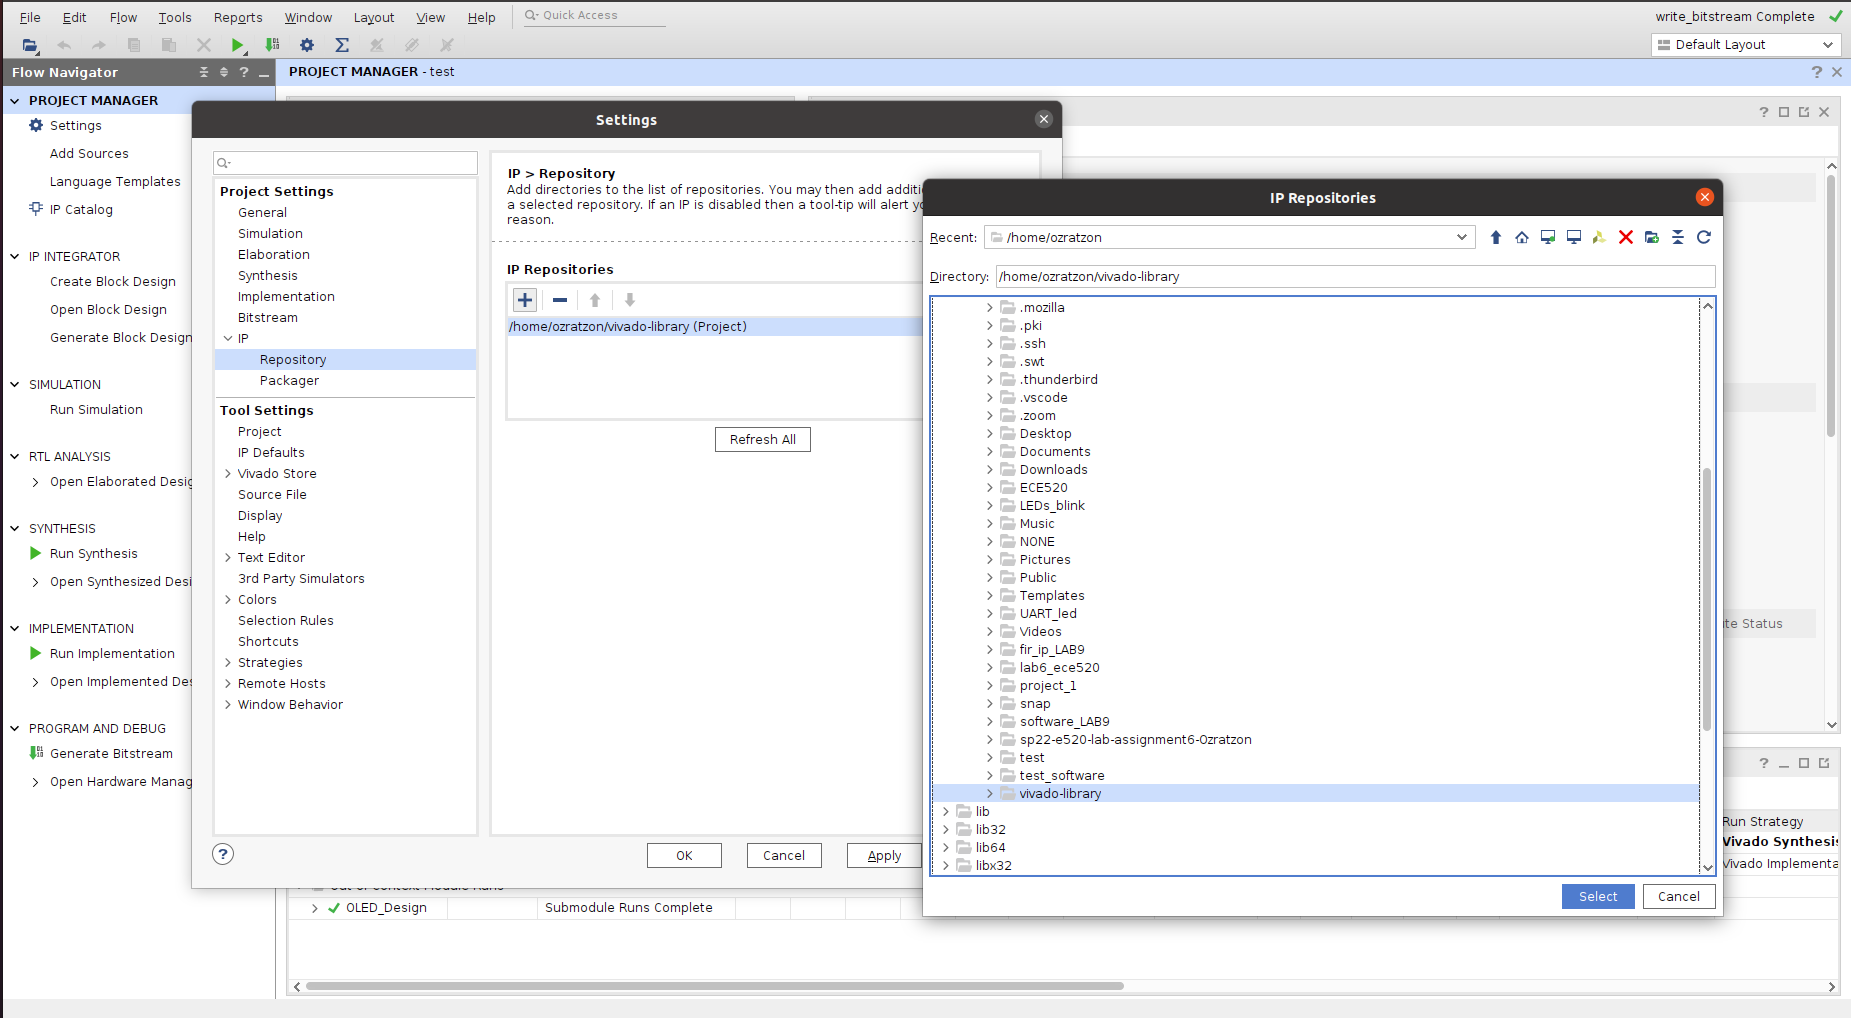 File Edit Flow Tools Reports Window Layout View Help Quick Access write_bitstream Complete
Default Layout
Flow Navigator
PROJECT MANAGER - test
PROJECT MANAGER
Settings
Add Sources
Language Templates
IP Catalog
IP INTEGRATOR
Create Block Design
Open Block Design
Generate Block Design
SIMULATION
Run Simulation
RTL ANALYSIS
Open Elaborated Desig
SYNTHESIS
Run Synthesis
Open Synthesized Desi
IMPLEMENTATION
Run Implementation
Open Implemented Des
PROGRAM AND DEBUG
Generate Bitstream
Open Hardware Manag
Settings
Project Settings
General
Simulation
Elaboration
Synthesis
Implementation
Bitstream
IP
Repository
Packager
Tool Settings
Project
IP Defaults
Vivado Store
Source File
Display
Help
Text Editor
3rd Party Simulators
Colors
Selection Rules
Shortcuts
Strategies
Remote Hosts
Window Behavior
IP > Repository
Add directories to the list of repositories. You may then add additi
a selected repository. If an IP is disabled then a tool-tip will alert yo
reason.
IP Repositories
/home/ozratzon/vivado-library (Project)
Refresh All
OK Cancel Apply
IP Repositories
Recent: /home/ozratzon
Directory: /home/ozratzon/vivado-library
.mozilla
.pki
.ssh
.swt
.thunderbird
.vscode
.zoom
Desktop
Documents
Downloads
ECE520
LEDs_blink
Music
NONE
Pictures
Public
Templates
UART_led
Videos
fir_ip_LAB9
lab6_ece520
project_1
snap
software_LAB9
sp22-e520-lab-assignment6-0zratzon
test
test_software
vivado-library
lib
lib32
lib64
libx32
Select Cancel
te Status
Run Strategy
Vivado Synthesis
Vivado Implementa
OLED_Design Submodule Runs Complete